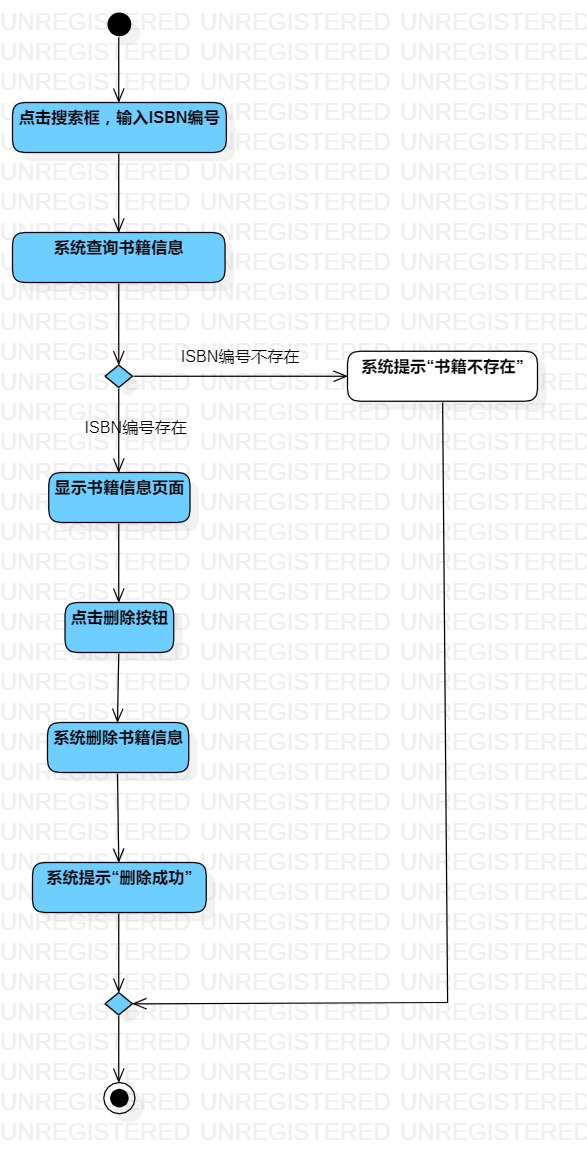 点击搜索框，输入ISBN编号
系统查询书籍信息
ISBN编号不存在
系统提示“书籍不存在”
ISBN编号存在
显示书籍信息页面
点击删除按钮
系统删除书籍信息
系统提示“删除成功”
UNREGISTERED